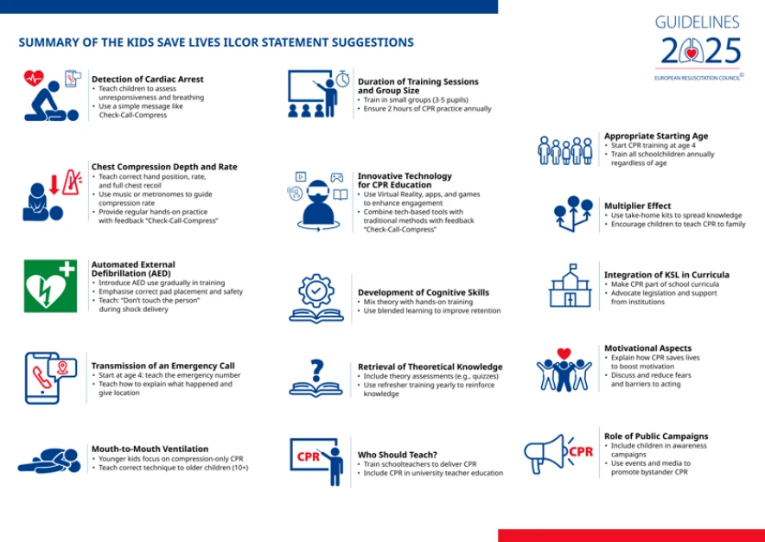 GUIDELINES
2025
EUROPEAN RESUSCITATION COUNCIL©
SUMMARY OF THE KIDS SAVE LIVES ILCOR STATEMENT SUGGESTIONS
Detection of Cardiac Arrest
• Teach children to assess
unresponsiveness and breathing
• Use a simple message like
Check-Call-Compress
Chest Compression Depth and Rate
• Teach correct hand position, rate,
and full chest recoil
• Use music or metronomes to guide
compression rate
• Provide regular hands-on practice
with feedback “Check-Call-Compress”
Automated External
Defibrillation (AED)
• Introduce AED use gradually in training
• Emphasise correct pad placement and safety
• Teach: “Don’t touch the person”
during shock delivery
Transmission of an Emergency Call
• Start at age 4: teach the emergency number
• Teach how to explain what happened and
give location
Mouth-to-Mouth Ventilation
• Younger kids focus on compression-only CPR
• Teach correct technique to older children (10+)
Duration of Training Sessions
and Group Size
• Train in small groups (3-5 pupils)
• Ensure 2 hours of CPR practice annually
Innovative Technology
for CPR Education
• Use Virtual Reality, apps, and games
to enhance engagement
• Combine tech-based tools with
traditional methods with feedback
“Check-Call-Compress”
Development of Cognitive Skills
• Mix theory with hands-on training
• Use blended learning to improve retention
?
Retrieval of Theoretical Knowledge
• Include theory assessments (e.g., quizzes)
• Use refresher training yearly to reinforce
knowledge
CPR
Who Should Teach?
• Train schoolteachers to deliver CPR
• Include CPR in university teacher education
Appropriate Starting Age
• Start CPR training at age 4
• Train all schoolchildren annually
regardless of age
Multiplier Effect
• Use take-home kits to spread knowledge
• Encourage children to teach CPR to family
Integration of KSL in Curricula
• Make CPR part of school curricula
• Advocate legislation and support
from institutions
Motivational Aspects
• Explain how CPR saves lives
to boost motivation
• Discuss and reduce fears
and barriers to acting
CPR
Role of Public Campaigns
• Include children in awareness
campaigns
• Use events and media to
promote bystander CPR